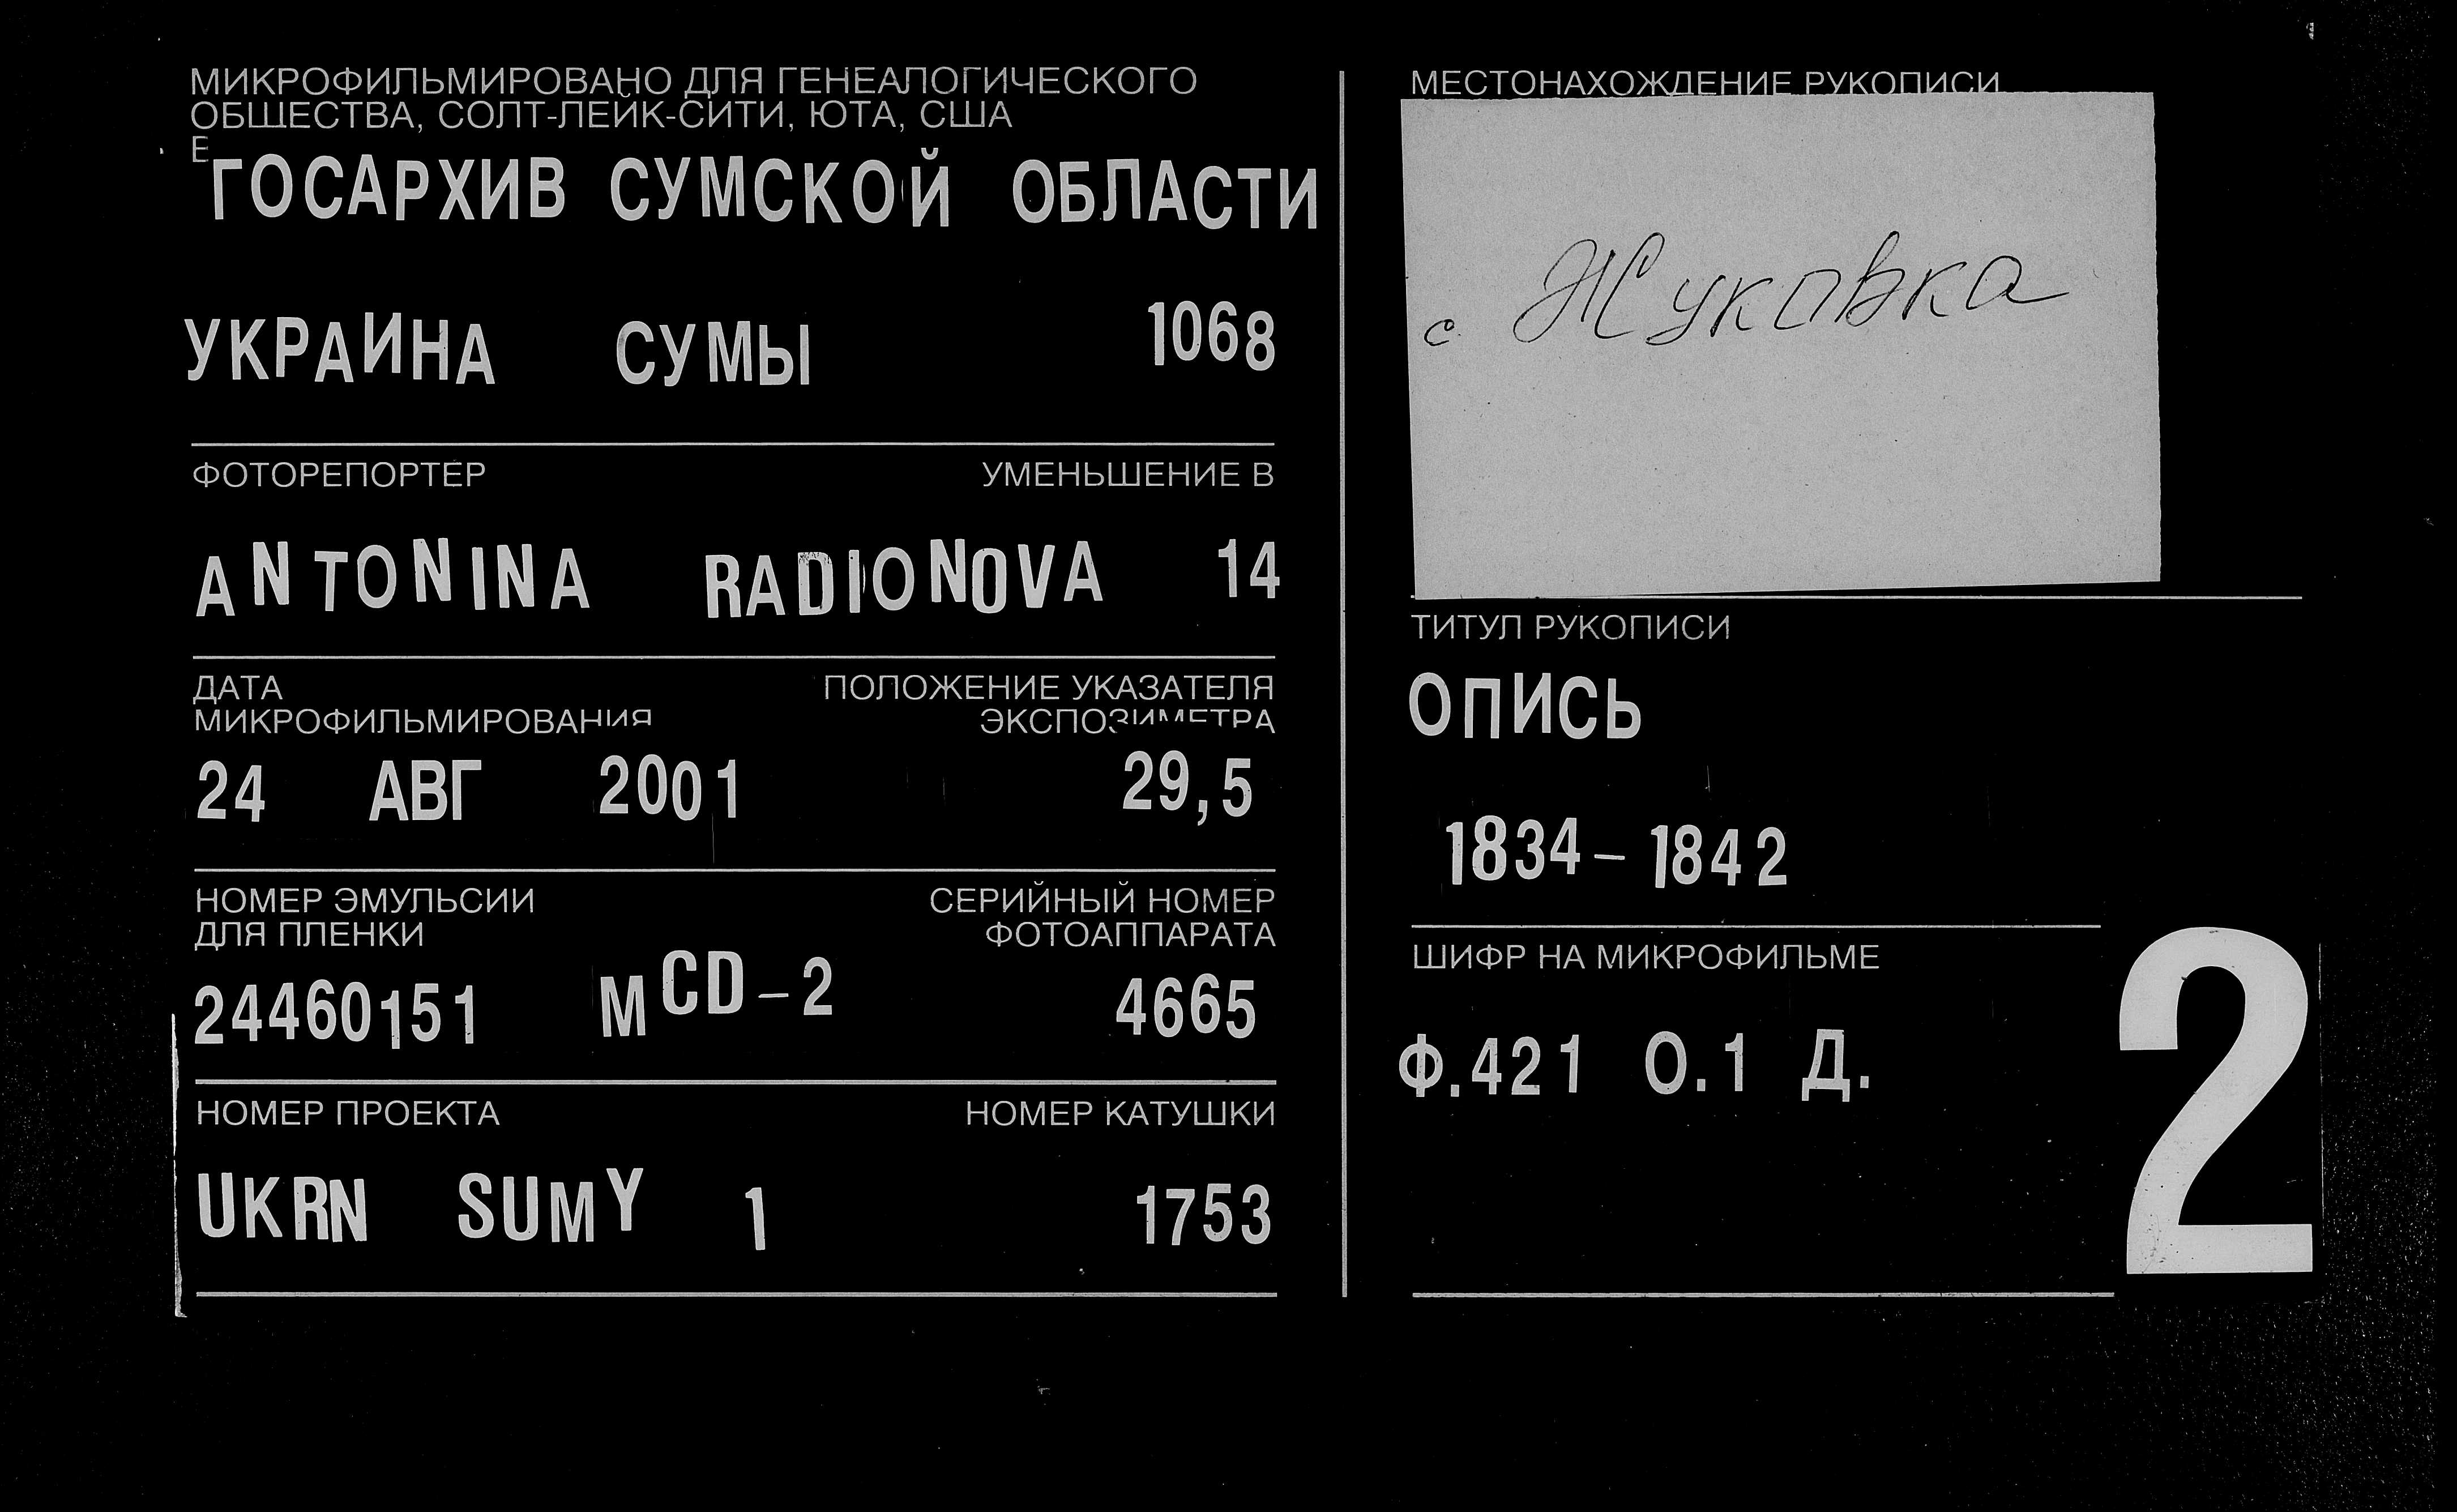 МИКРОФИЛЬМИРОВАНО ДЛЯ ГЕНЕАЛОГИЧЕСКОГО
ОБЩЕСТВА, СОЛТ-ЛЕЙК-СИТИ, ЮТА, США
ГОСАРХИВ СУМСКОЙ ОБЛАСТИ
УКРАИНА СУМЫ 1068
ФОТОРЕПОРТЕР УМЕНЬШЕНИЕ В
ANTONINA RADIONOVA 14
ДАТА ПОЛОЖЕНИЕ УКАЗАТЕЛЯ
МИКРОФИЛЬМИРОВАНИЯ ЭКСПОЗИМЕТРА
24 АВГ 2001 29,5
НОМЕР ЭМУЛЬСИИ СЕРИЙНЫЙ НОМЕР
ДЛЯ ПЛЕНКИ ФОТОАППАРАТА
24460151 MCD-2 4665
НОМЕР ПРОЕКТА НОМЕР КАТУШКИ
UKRN SUMY 1 1753
МЕСТОНАХОЖДЕНИЕ РУКОПИСИ
с. Жуковка
ТИТУЛ РУКОПИСИ
ОПИСЬ
1834-1842
ШИФР НА МИКРОФИЛЬМЕ
Ф.421 О.1 Д.
2